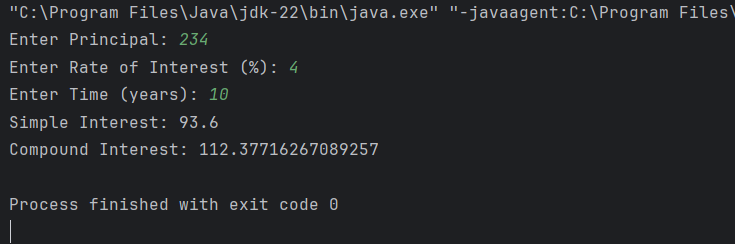 "C:\Program Files\Java\jdk-22\bin\java.exe" "-javaagent:C:\Program Files\
Enter Principal: 234
Enter Rate of Interest (%): 4
Enter Time (years): 10
Simple Interest: 93.6
Compound Interest: 112.37716267089257
Process finished with exit code 0